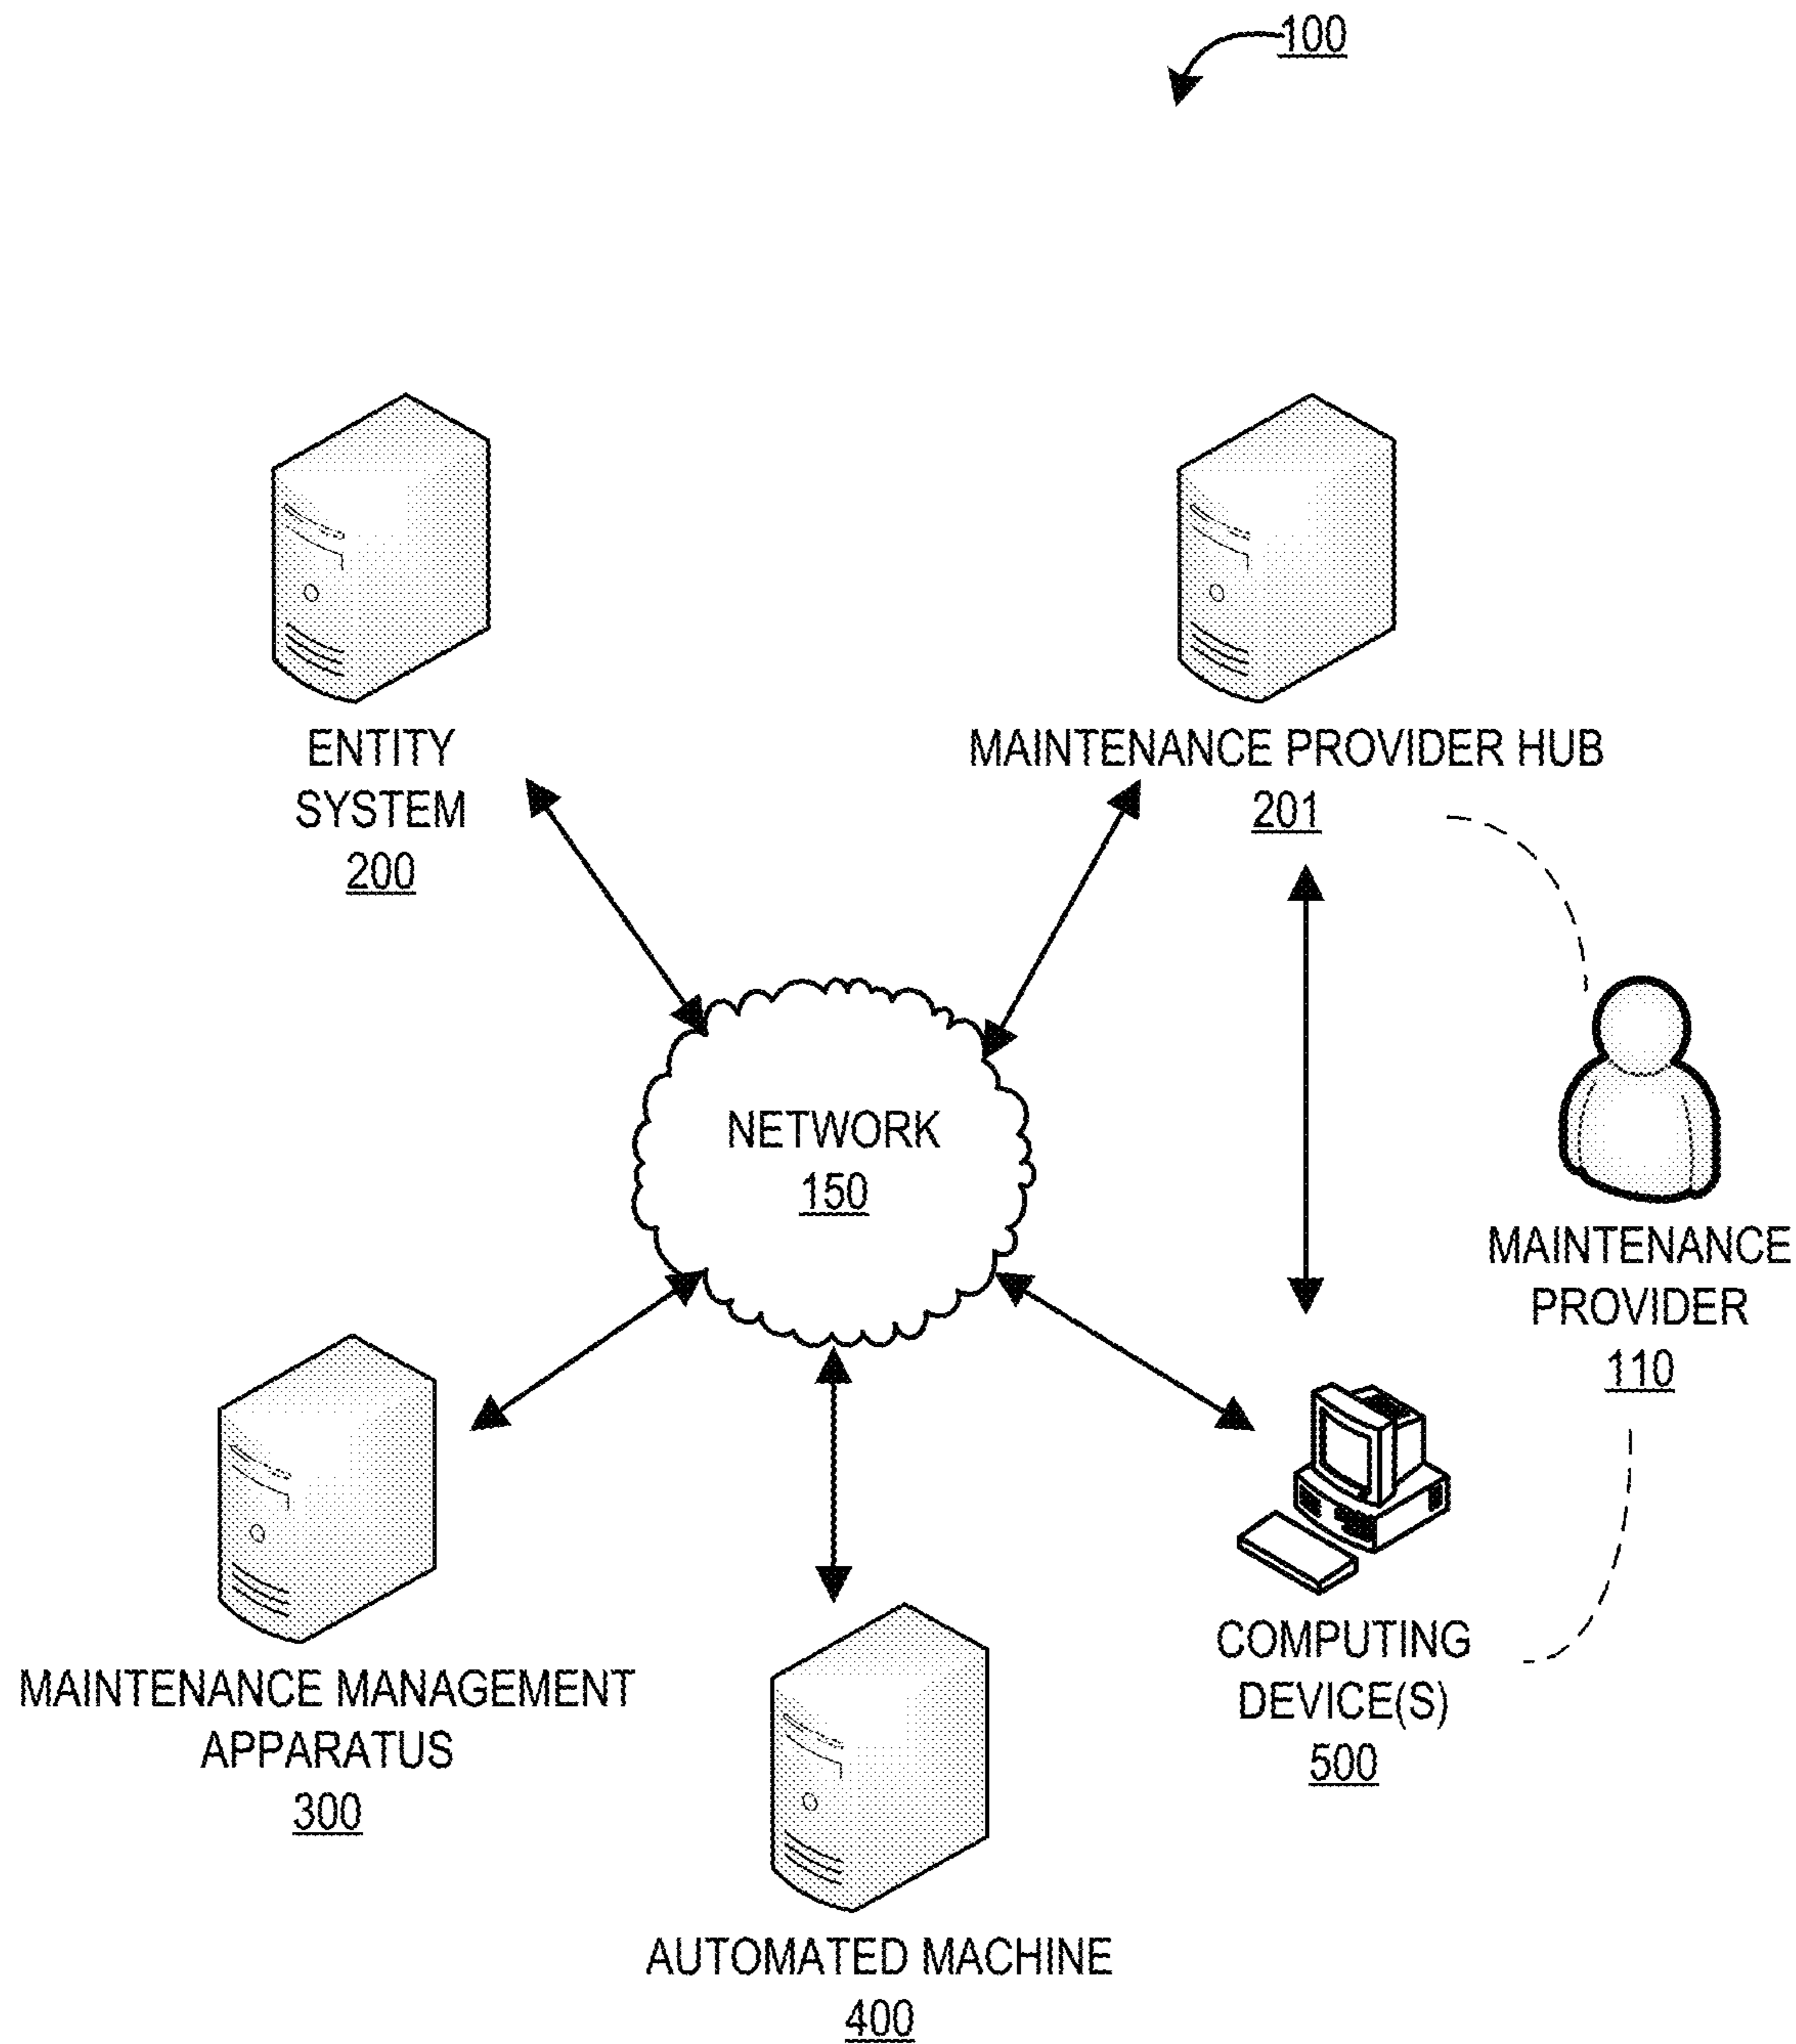 100
ENTITY
SYSTEM
200
MAINTENANCE PROVIDER HUB
201
NETWORK
150
MAINTENANCE
PROVIDER
110
MAINTENANCE MANAGEMENT
APPARATUS
300
COMPUTING
DEVICE(S)
500
AUTOMATED MACHINE
400